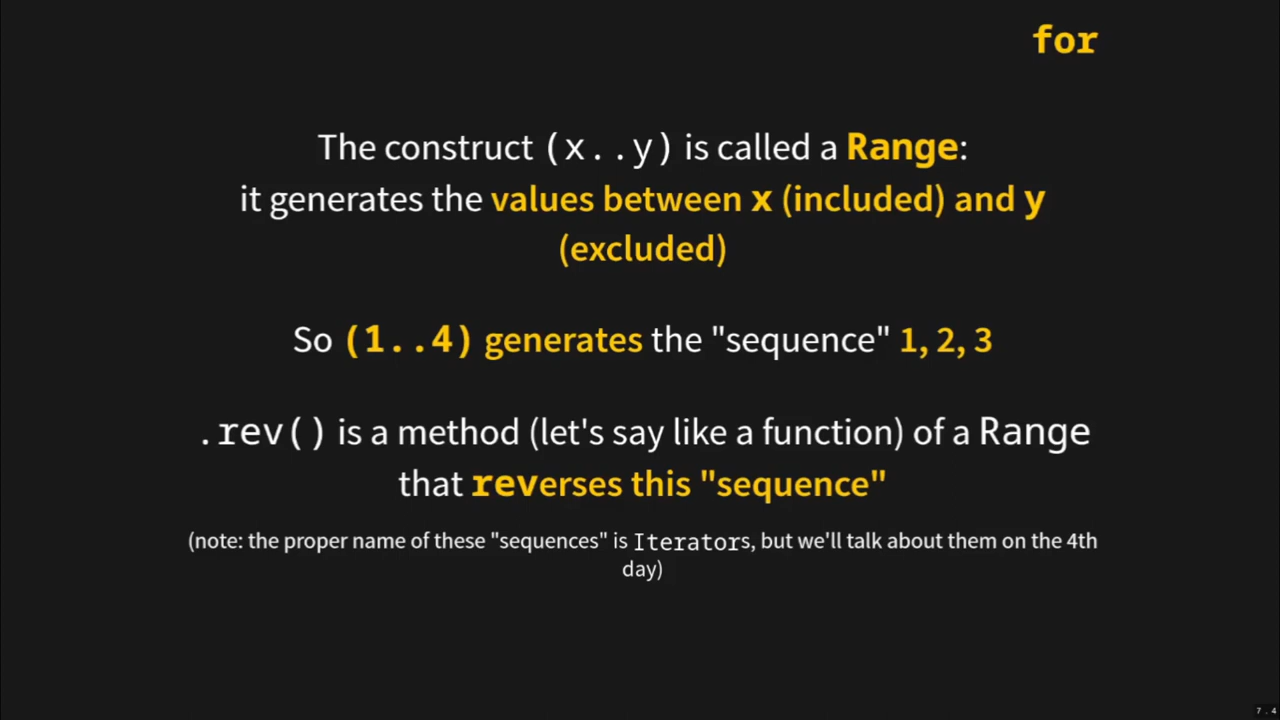 for
The construct (x..y) is called a Range:
it generates the values between x (included) and y
(excluded)
So (1..4) generates the "sequence" 1, 2, 3
.rev() is a method (let's say like a function) of a Range
that reverses this "sequence"
(note: the proper name of these "sequences" is Iterators, but we'll talk about them on the 4th
day)
7.4